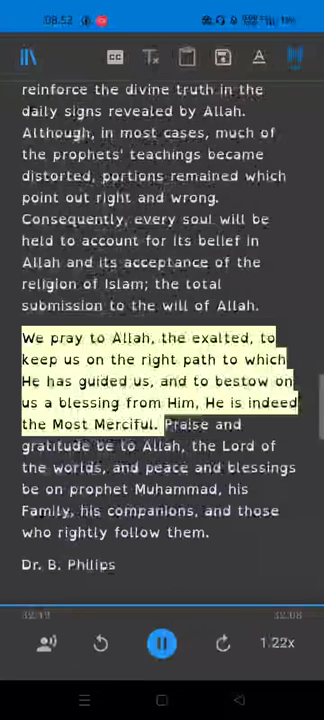 08:52
CC
A
reinforce the divine truth in the
daily signs revealed by Allah.
Although, in most cases, much of
the prophets' teachings became
distorted, portions remained which
point out right and wrong.
Consequently, every soul will be
held to account for its belief in
Allah and its acceptance of the
religion of Islam; the total
submission to the will of Allah.
We pray to Allah, the exalted, to
keep us on the right path to which
He has guided us, and to bestow on
us a blessing from Him, He is indeed
the Most Merciful. Praise and
gratitude be to Allah, the Lord of
the worlds, and peace and blessings
be on prophet Muhammad, his
Family, his companions, and those
who rightly follow them.
Dr. B. Philips
1.22x